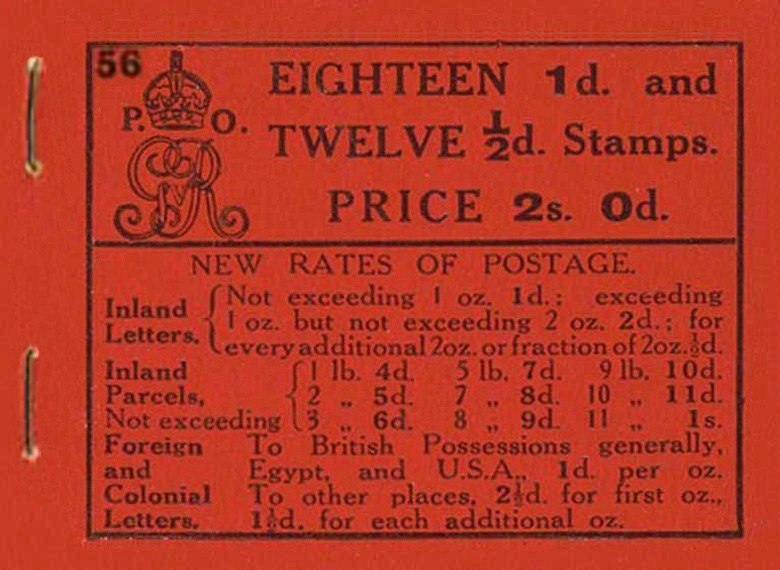 56
P. O.
GVR
EIGHTEEN 1d. and
TWELVE ½d. Stamps.
PRICE 2s. 0d.
NEW RATES OF POSTAGE.
Inland Letters. { Not exceeding 1 oz. 1d.; exceeding
1 oz. but not exceeding 2 oz. 2d.; for
every additional 2oz. or fraction of 2oz. ½d.
Inland { 1 lb. 4d. 5 lb. 7d. 9 lb. 10d.
Parcels, 2 „ 5d. 7 „ 8d. 10 „ 11d.
Not exceeding 3 „ 6d. 8 „ 9d. 11 „ 1s.
Foreign To British Possessions generally,
and Egypt, and U.S.A., 1d. per oz.
Colonial To other places, 2½d. for first oz.,
Letters. 1½d. for each additional oz.